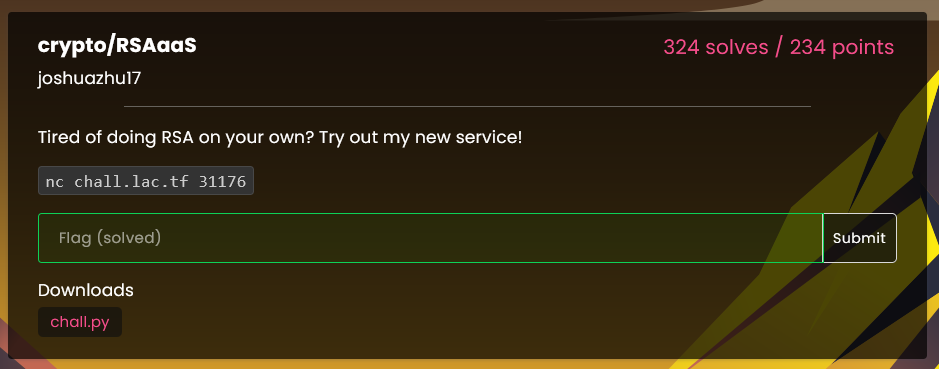 crypto/RSAaaS
324 solves / 234 points
joshuazhu17
Tired of doing RSA on your own? Try out my new service!
nc chall.lac.tf 31176
Flag (solved)
Submit
Downloads
chall.py